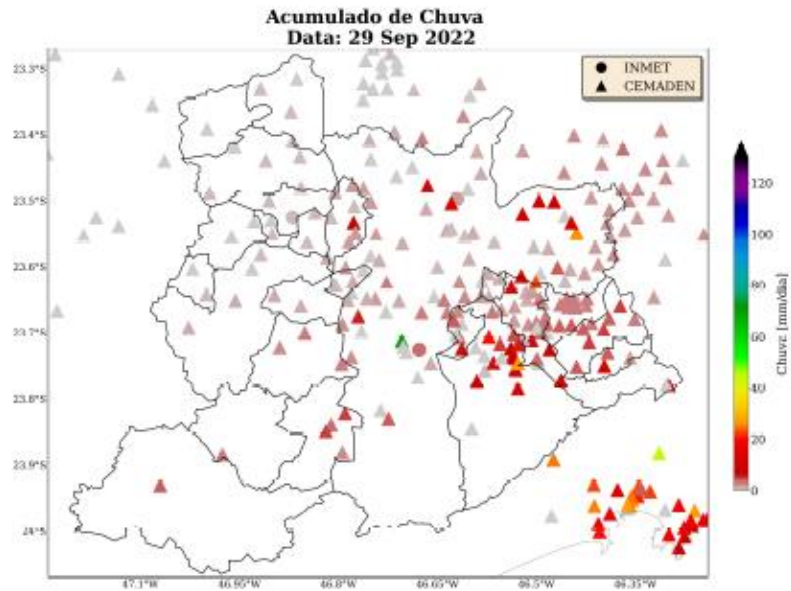 Acumulado de Chuva
Data: 29 Sep 2022
INMET
CEMADEN
23.3°S
23.4°S
23.5°S
23.6°S
23.7°S
23.8°S
23.9°S
24°S
47.1°W
46.95°W
46.8°W
46.65°W
46.5°W
46.35°W
120
100
80
60
40
20
0
Chuva [mm/dia]